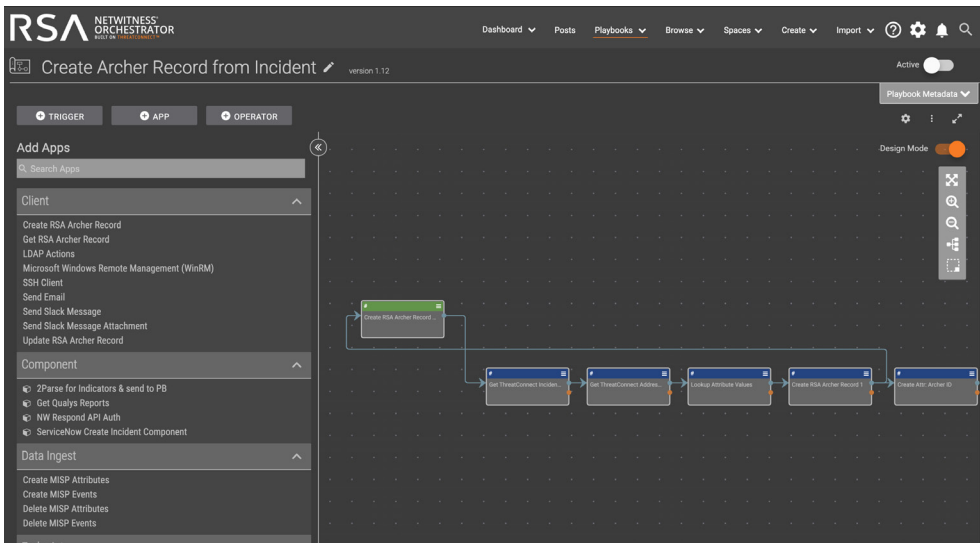 RSA NETWITNESS®
ORCHESTRATOR
BUILT ON THREATCONNECT™
Dashboard Posts Playbooks Browse Spaces Create Import
Create Archer Record from Incident version 1.12
Active
Playbook Metadata
TRIGGER APP OPERATOR
Add Apps
Design Mode
Search Apps
Client
Create RSA Archer Record
Get RSA Archer Record
LDAP Actions
Microsoft Windows Remote Management (WinRM)
SSH Client
Send Email
Send Slack Message
Send Slack Message Attachment
Update RSA Archer Record
Component
2Parse for Indicators & send to PB
Get Qualys Reports
NW Respond API Auth
ServiceNow Create Incident Component
Data Ingest
Create MISP Attributes
Create MISP Events
Delete MISP Attributes
Delete MISP Events
#
Create RSA Archer Record ...
# # # # #
Get ThreatConnect Inciden... Get ThreatConnect Addres... Lookup Attribute Values Create RSA Archer Record 1 Create Attr: Archer ID